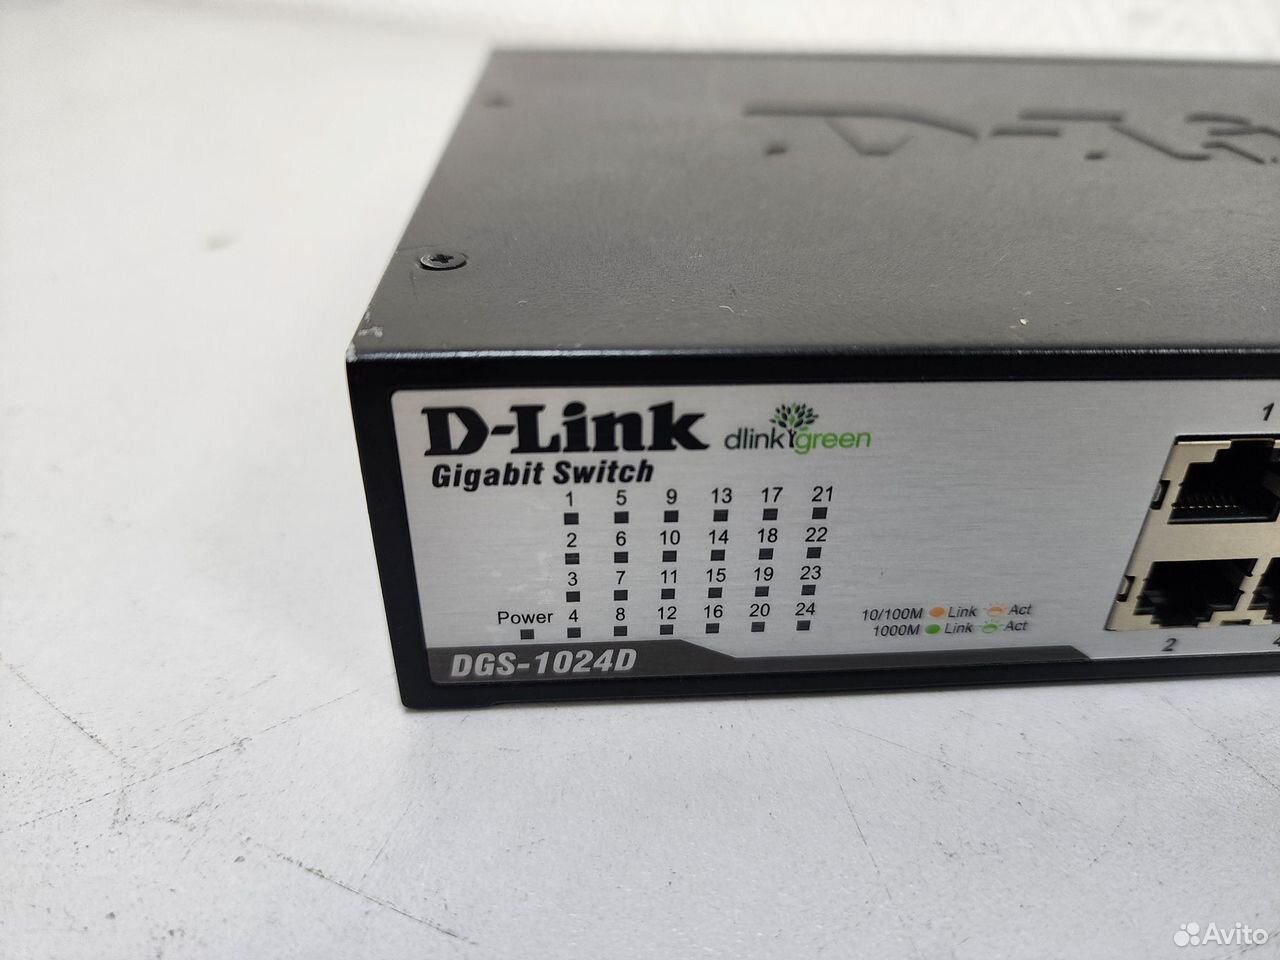 D-Link
D-Link dlinkgreen
Gigabit Switch
1 5 9 13 17 21
2 6 10 14 18 22
3 7 11 15 19 23
Power 4 8 12 16 20 24
10/100M Link Act
1000M Link Act
DGS-1024D
1
2 4
Avito